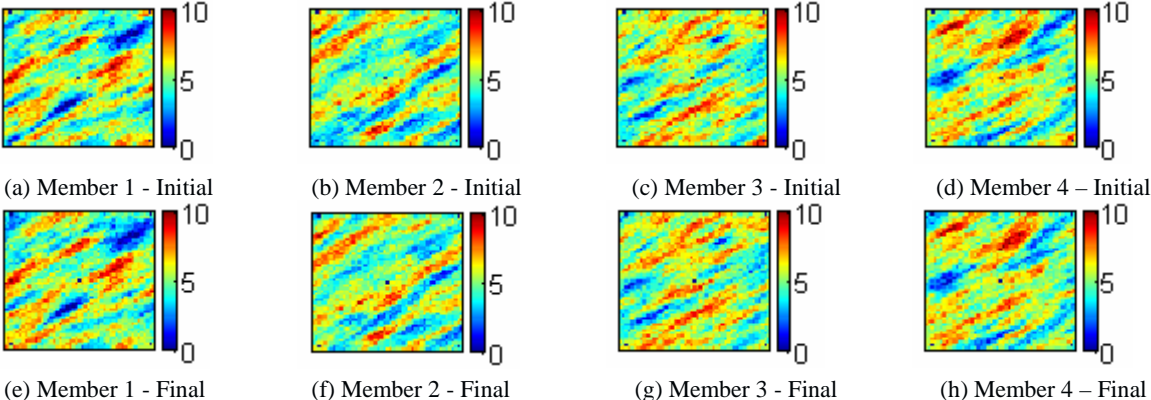 10 10 10 10
5 5 5 5
0 0 0 0
(a) Member 1 - Initial (b) Member 2 - Initial (c) Member 3 - Initial (d) Member 4 – Initial
10 10 10 10
5 5 5 5
0 0 0 0
(e) Member 1 - Final (f) Member 2 - Final (g) Member 3 - Final (h) Member 4 – Final